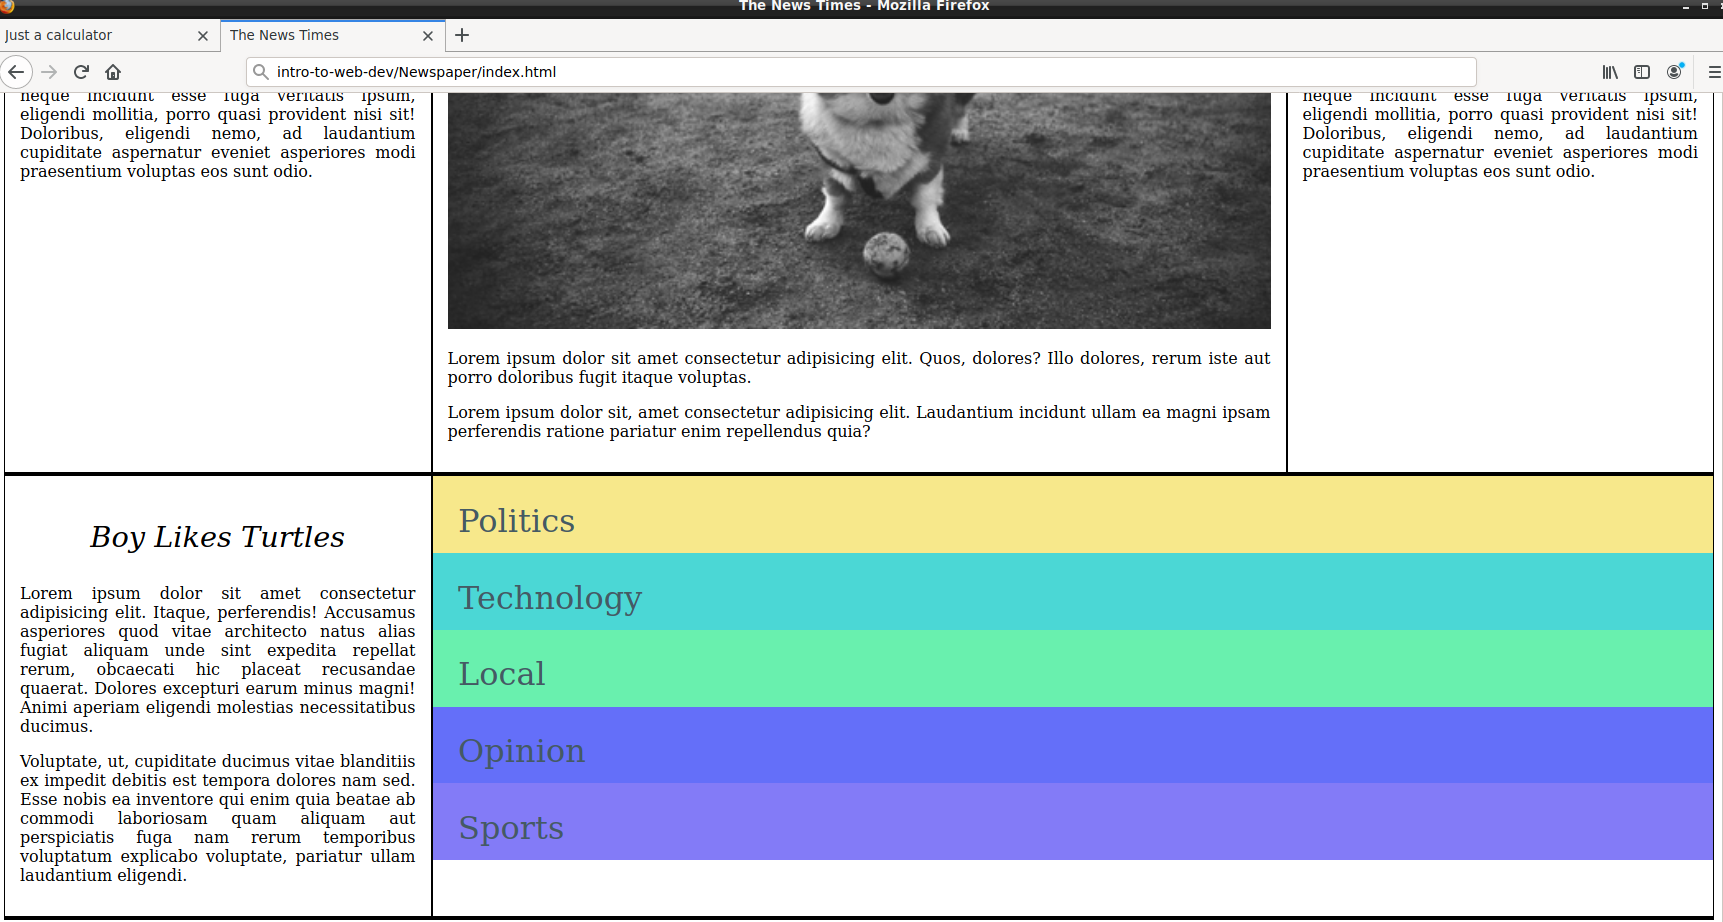 The News Times - Mozilla Firefox
Just a calculator
The News Times
intro-to-web-dev/Newspaper/index.html
neque incidunt esse fuga veritatis ipsum,
eligendi mollitia, porro quasi provident nisi sit!
Doloribus, eligendi nemo, ad laudantium
cupiditate aspernatur eveniet asperiores modi
praesentium voluptas eos sunt odio.
Lorem ipsum dolor sit amet consectetur adipisicing elit. Quos, dolores? Illo dolores, rerum iste aut
porro doloribus fugit itaque voluptas.
Lorem ipsum dolor sit, amet consectetur adipisicing elit. Laudantium incidunt ullam ea magni ipsam
perferendis ratione pariatur enim repellendus quia?
neque incidunt esse fuga veritatis ipsum,
eligendi mollitia, porro quasi provident nisi sit!
Doloribus, eligendi nemo, ad laudantium
cupiditate aspernatur eveniet asperiores modi
praesentium voluptas eos sunt odio.
Boy Likes Turtles
Lorem ipsum dolor sit amet consectetur
adipisicing elit. Itaque, perferendis! Accusamus
asperiores quod vitae architecto natus alias
fugiat aliquam unde sint expedita repellat
rerum, obcaecati hic placeat recusandae
quaerat. Dolores excepturi earum minus magni!
Animi aperiam eligendi molestias necessitatibus
ducimus.
Voluptate, ut, cupiditate ducimus vitae blanditiis
ex impedit debitis est tempora dolores nam sed.
Esse nobis ea inventore qui enim quia beatae ab
commodi laboriosam quam aliquam aut
perspiciatis fuga nam rerum temporibus
voluptatum explicabo voluptate, pariatur ullam
laudantium eligendi.
Politics
Technology
Local
Opinion
Sports